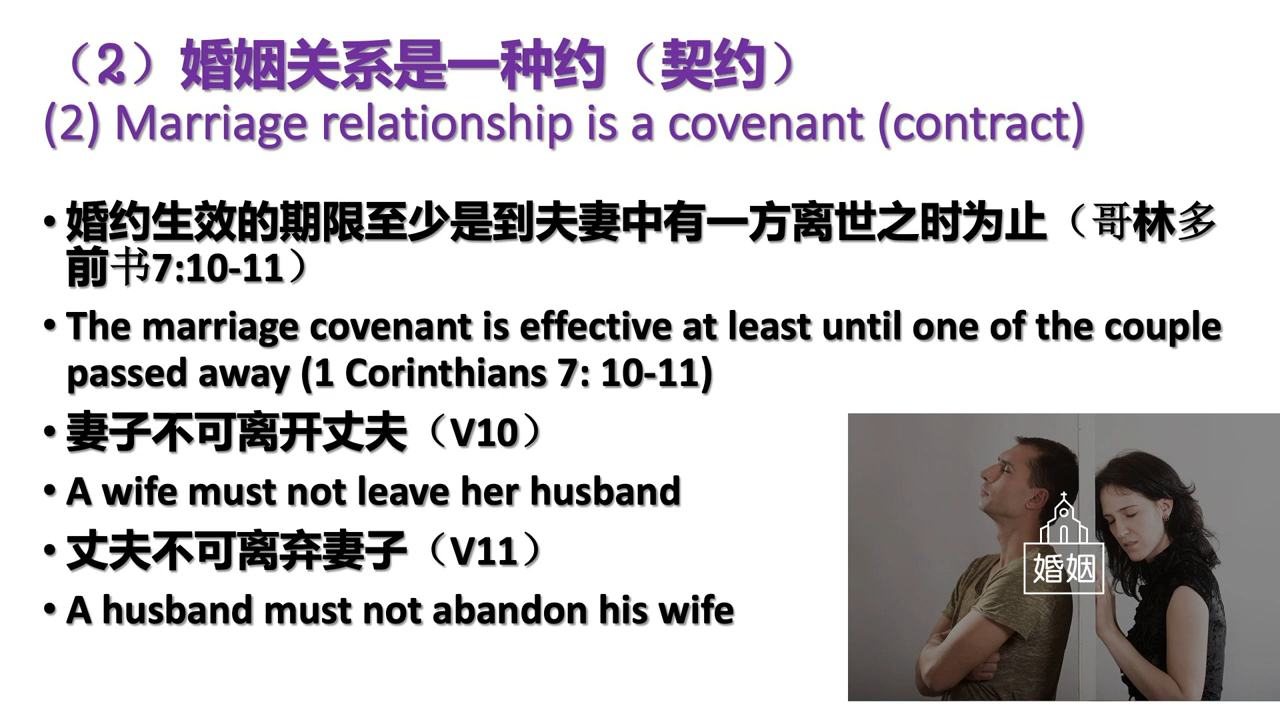 （2）婚姻关系是一种约（契约）
(2) Marriage relationship is a covenant (contract)
• 婚约生效的期限至少是到夫妻中有一方离世之时为止（哥林多
前书7:10-11）
• The marriage covenant is effective at least until one of the couple
passed away (1 Corinthians 7: 10-11)
• 妻子不可离开丈夫（V10）
• A wife must not leave her husband
• 丈夫不可离弃妻子（V11）
• A husband must not abandon his wife
婚姻